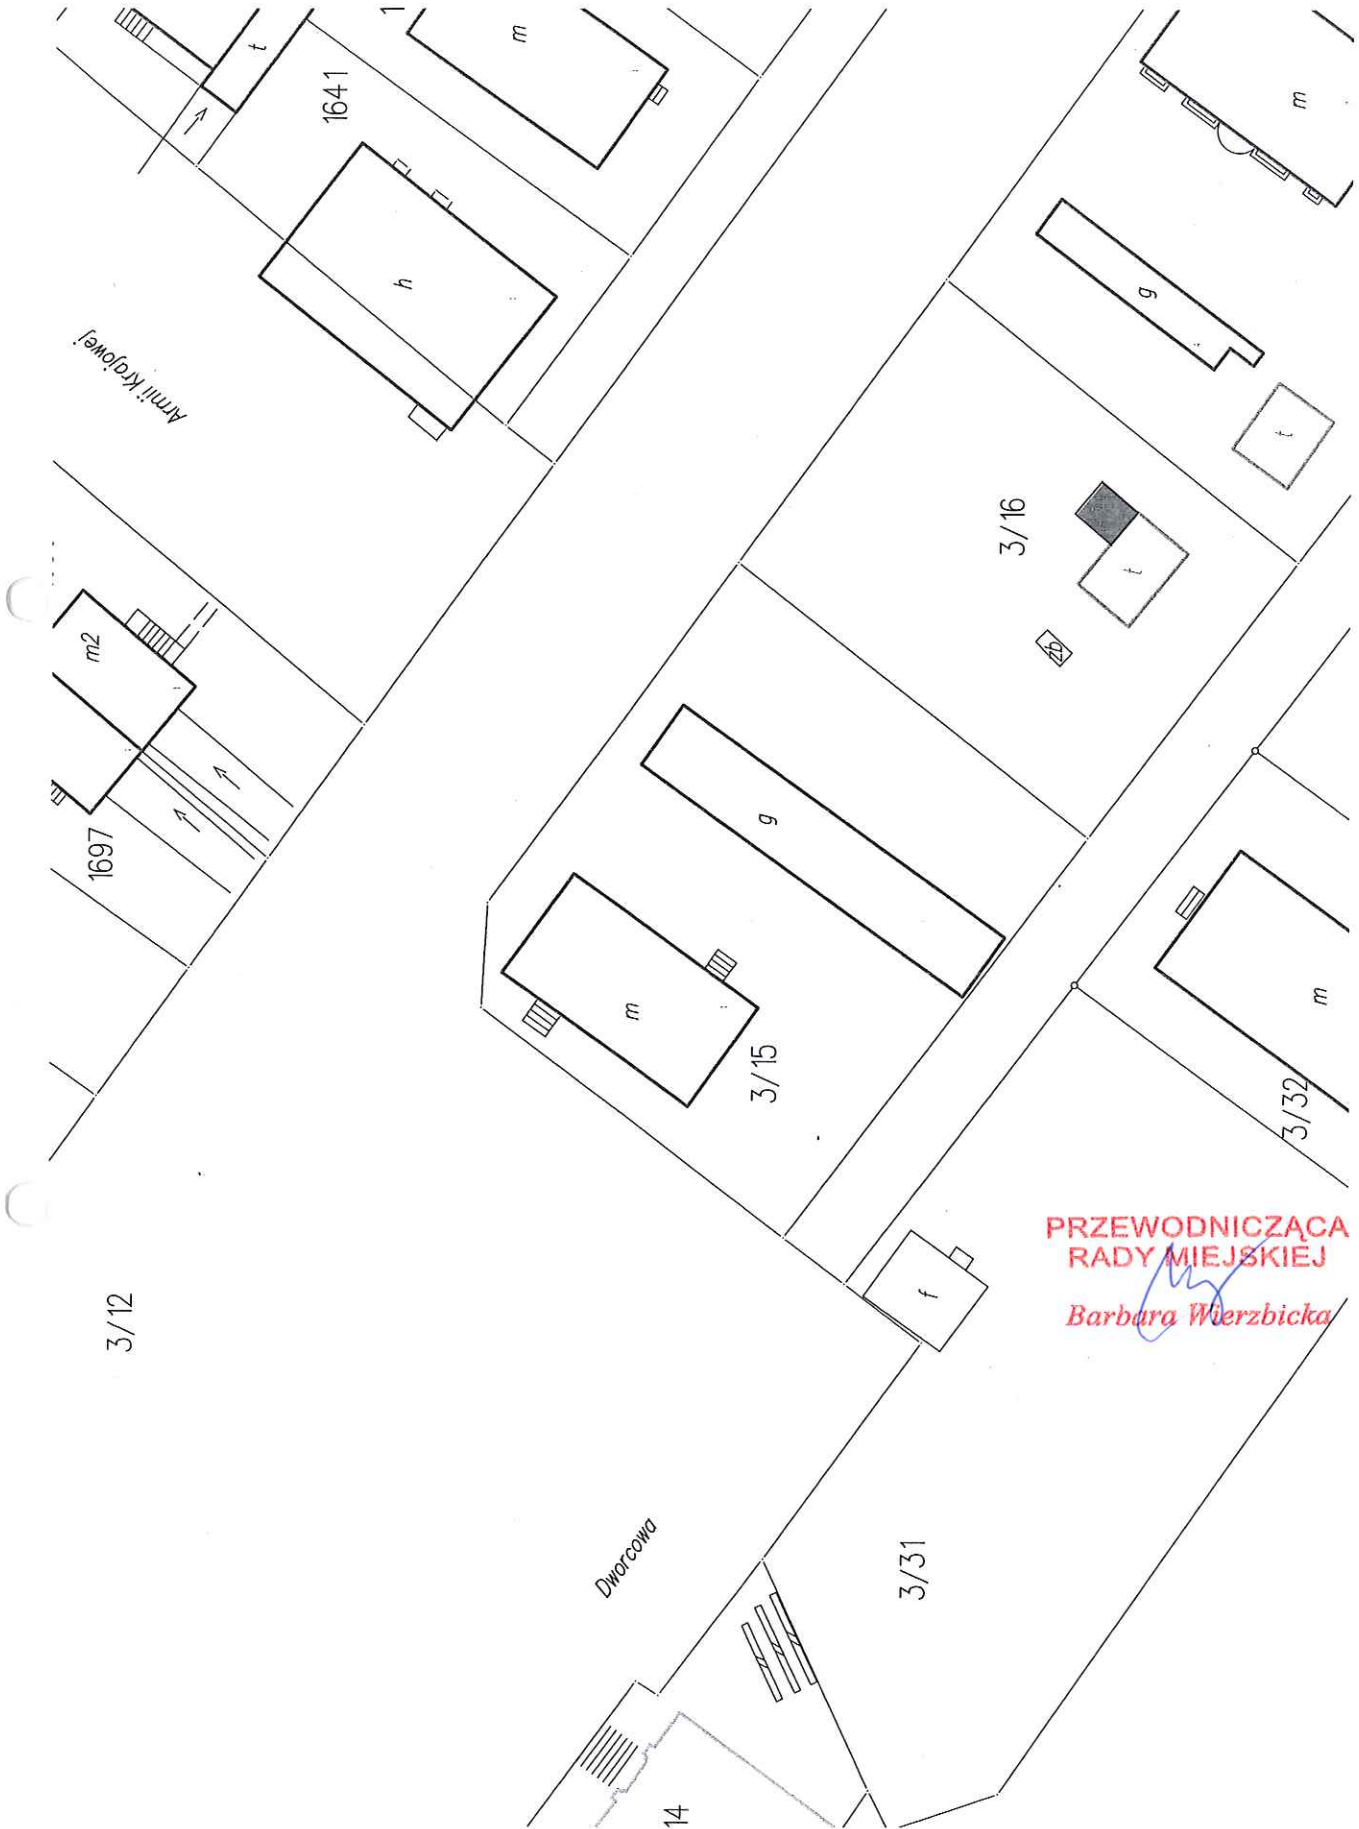 t
1641
1
m
m
h
g
Armii Krajowej
t
3/16
t
zb
m2
1697
g
m
3/15
m
3/32
f
3/12
PRZEWODNICZĄCA
RADY MIEJSKIEJ
Barbara Wierzbicka
Dworcowa
3/31
14